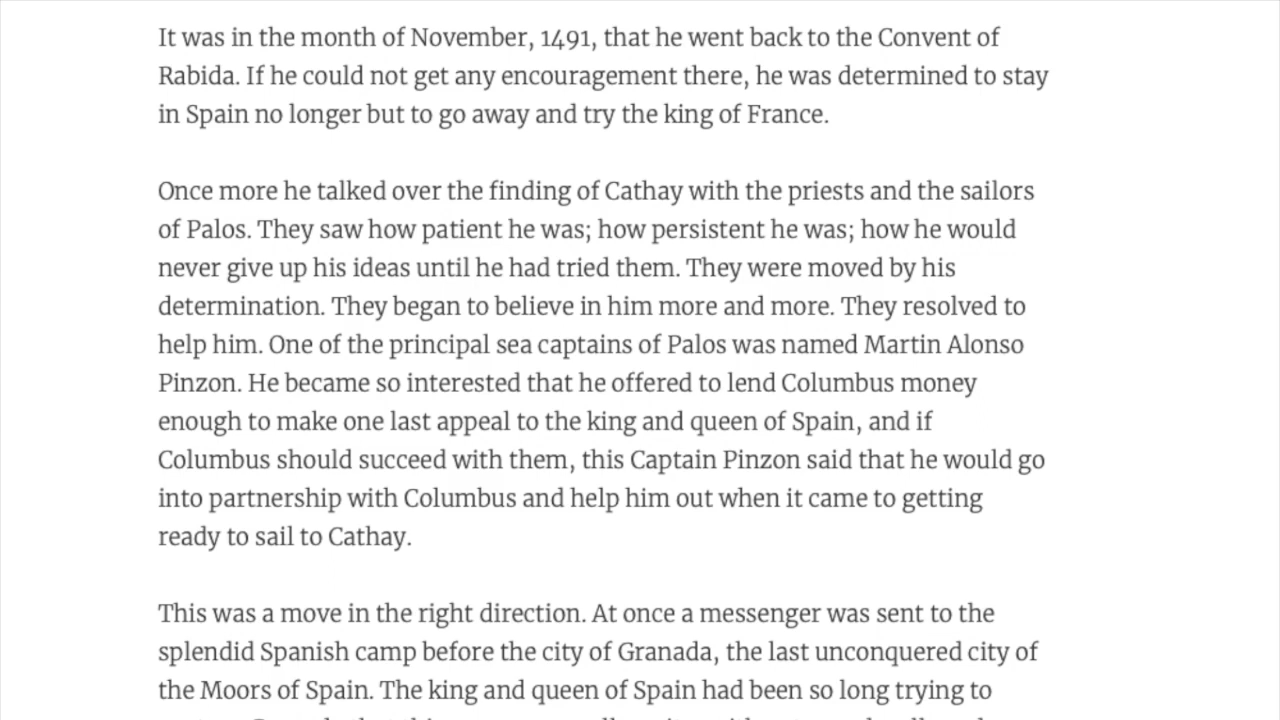 It was in the month of November, 1491, that he went back to the Convent of
Rabida. If he could not get any encouragement there, he was determined to stay
in Spain no longer but to go away and try the king of France.
Once more he talked over the finding of Cathay with the priests and the sailors
of Palos. They saw how patient he was; how persistent he was; how he would
never give up his ideas until he had tried them. They were moved by his
determination. They began to believe in him more and more. They resolved to
help him. One of the principal sea captains of Palos was named Martin Alonso
Pinzon. He became so interested that he offered to lend Columbus money
enough to make one last appeal to the king and queen of Spain, and if
Columbus should succeed with them, this Captain Pinzon said that he would go
into partnership with Columbus and help him out when it came to getting
ready to sail to Cathay.
This was a move in the right direction. At once a messenger was sent to the
splendid Spanish camp before the city of Granada, the last unconquered city of
the Moors of Spain. The king and queen of Spain had been so long trying to